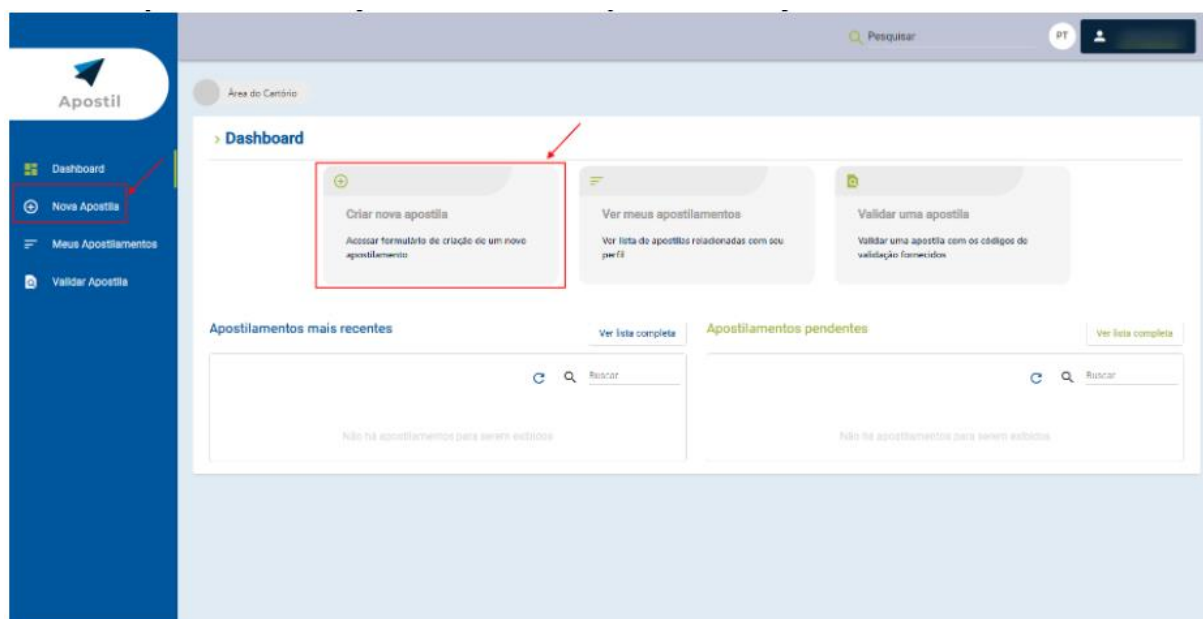 Pesquisar
PT
Apostil
Área do Cartório
Dashboard
Dashboard
Nova Apostila
Meus Apostilamentos
Validar Apostila
Criar nova apostila
Acessar formulário de criação de um novo
apostilamento
Ver meus apostilamentos
Ver lista de apostilas relacionadas com seu
perfil
Validar uma apostila
Validar uma apostila com os códigos de
validação fornecidos
Apostilamentos mais recentes
Ver lista completa
Buscar
Não há apostilamentos para serem exibidos
Apostilamentos pendentes
Ver lista completa
Buscar
Não há apostilamentos para serem exibidos